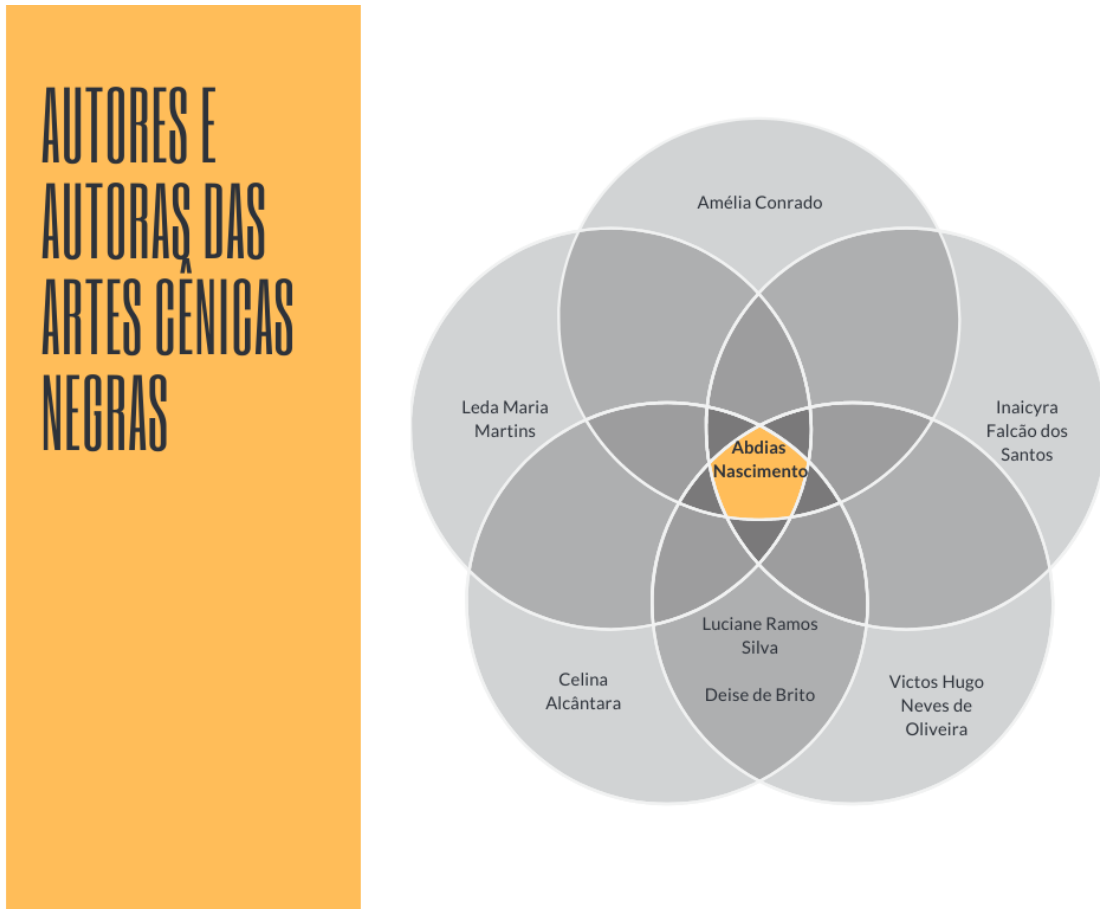 AUTORES E
AUTORAS DAS
ARTES CÊNICAS
NEGRAS
Amélia Conrado
Leda Maria
Martins
Inaicyra
Falcão dos
Santos
Abdias
Nascimento
Luciane Ramos
Silva
Deise de Brito
Celina
Alcântara
Victos Hugo
Neves de
Oliveira